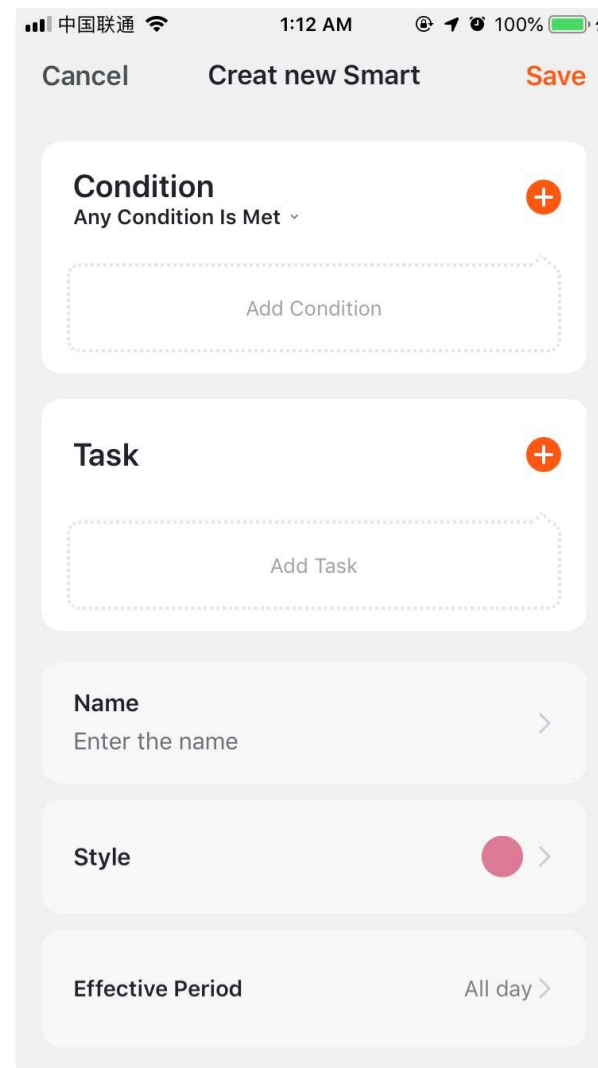 中国联通 1:12 AM 100%
Cancel Creat new Smart Save
Condition
Any Condition Is Met
Add Condition
Task
Add Task
Name
Enter the name
Style
Effective Period All day